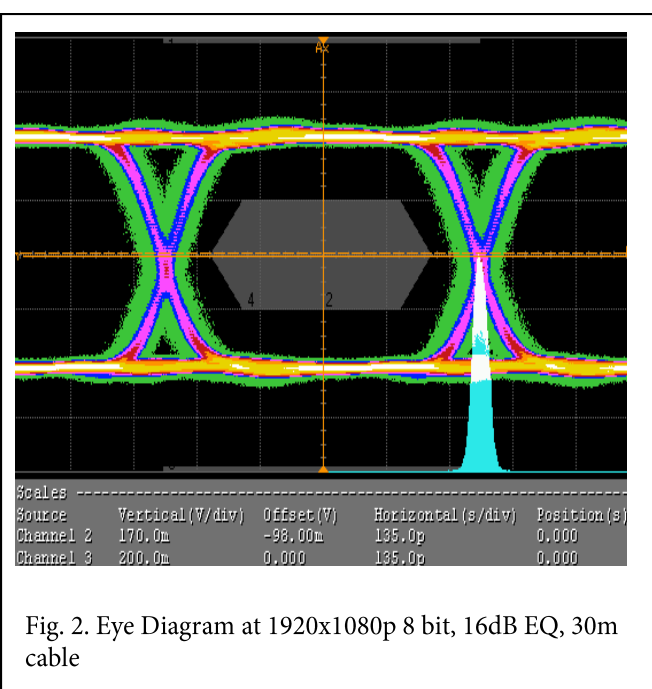 Ax
4
2
Scales
Source Vertical(V/div) Offset(V) Horizontal(s/div) Position(s)
Channel 2 170.0m -98.00m 135.0p 0.000
Channel 3 200.0m 0.000 135.0p 0.000
Fig. 2. Eye Diagram at 1920x1080p 8 bit, 16dB EQ, 30m
cable